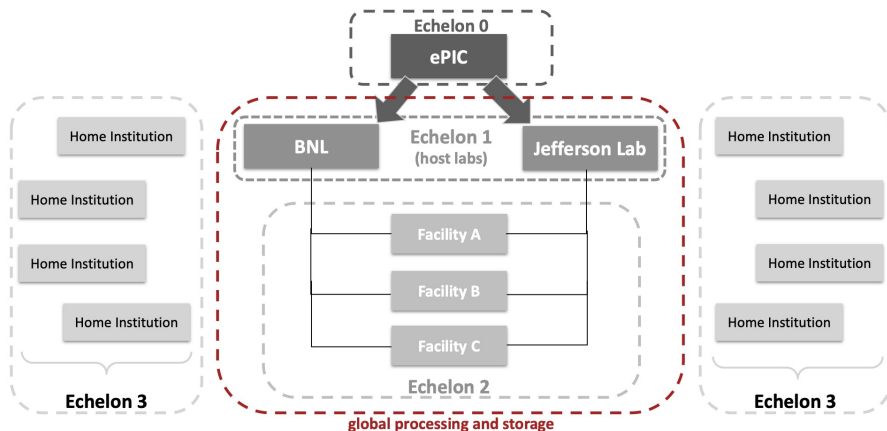 Echelon 0
ePIC
BNL
Echelon 1
(host labs)
Jefferson Lab
Home Institution
Home Institution
Home Institution
Home Institution
Echelon 3
Facility A
Facility B
Facility C
Echelon 2
global processing and storage
Home Institution
Home Institution
Home Institution
Home Institution
Echelon 3